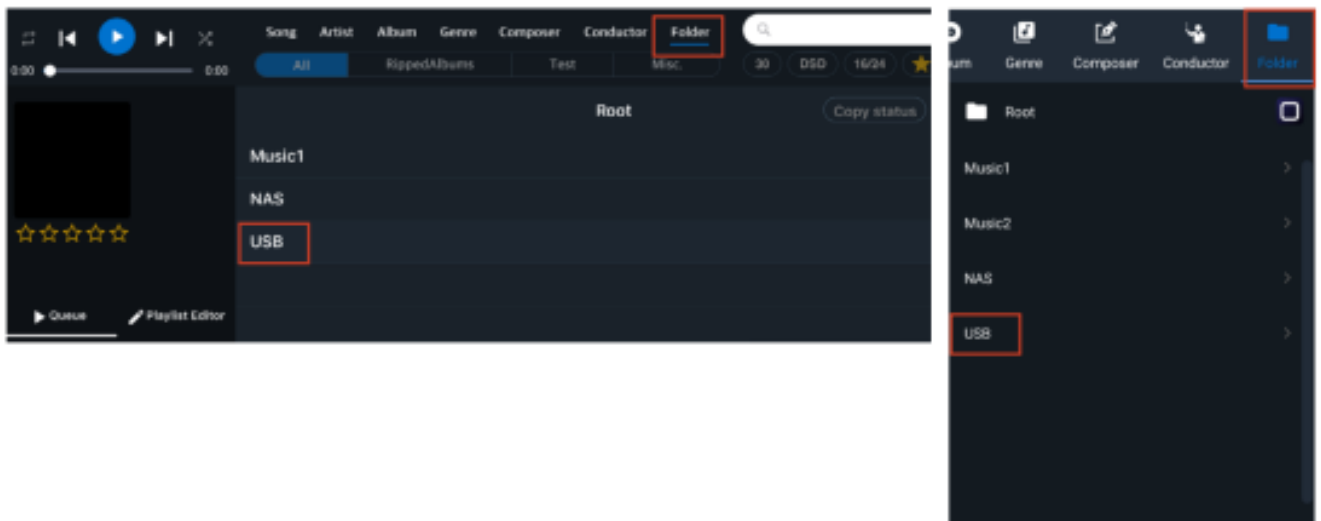 Song Artist Album Genre Composer Conductor Folder
0:00 0:00
All RippedAlbums Test Misc. 30 DSD 16/24
Root Copy status
Music1
NAS
USB
Queue Playlist Editor
um Genre Composer Conductor Folder
Root
Music1
Music2
NAS
USB